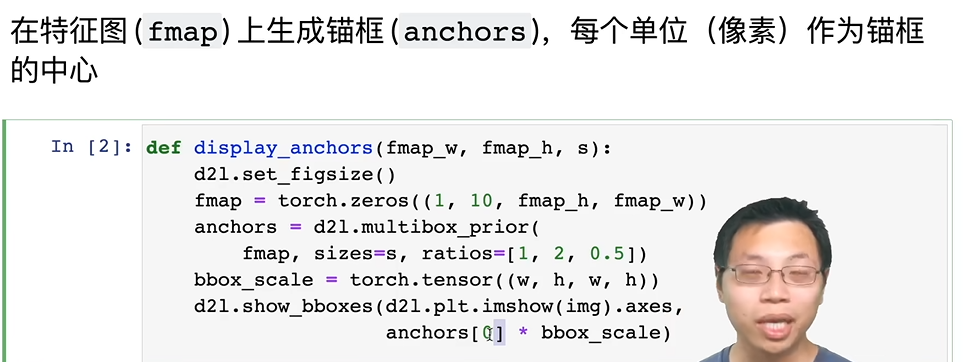 在特征图(fmap)上生成锚框(anchors)，每个单位（像素）作为锚框
的中心
In [2]: def display_anchors(fmap_w, fmap_h, s):
    d2l.set_figsize()
    fmap = torch.zeros((1, 10, fmap_h, fmap_w))
    anchors = d2l.multibox_prior(
        fmap, sizes=s, ratios=[1, 2, 0.5])
    bbox_scale = torch.tensor((w, h, w, h))
    d2l.show_bboxes(d2l.plt.imshow(img).axes,
                    anchors[0] * bbox_scale)